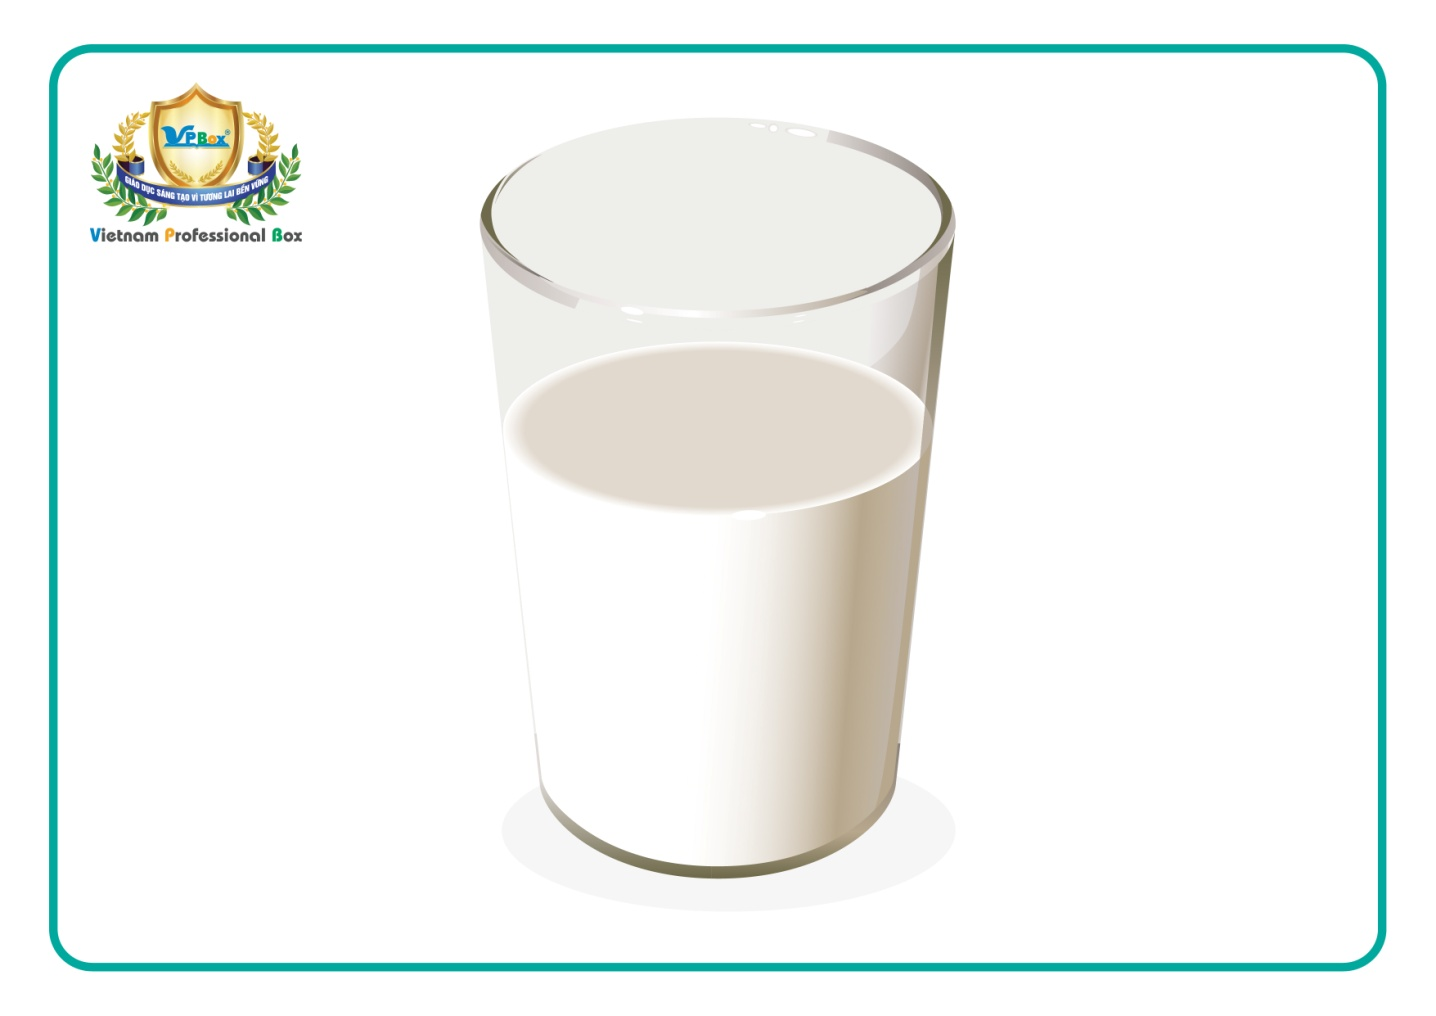 VPBox®
GIÁO DỤC SÁNG TẠO VÌ TƯƠNG LAI BỀN VỮNG
Vietnam Professional Box